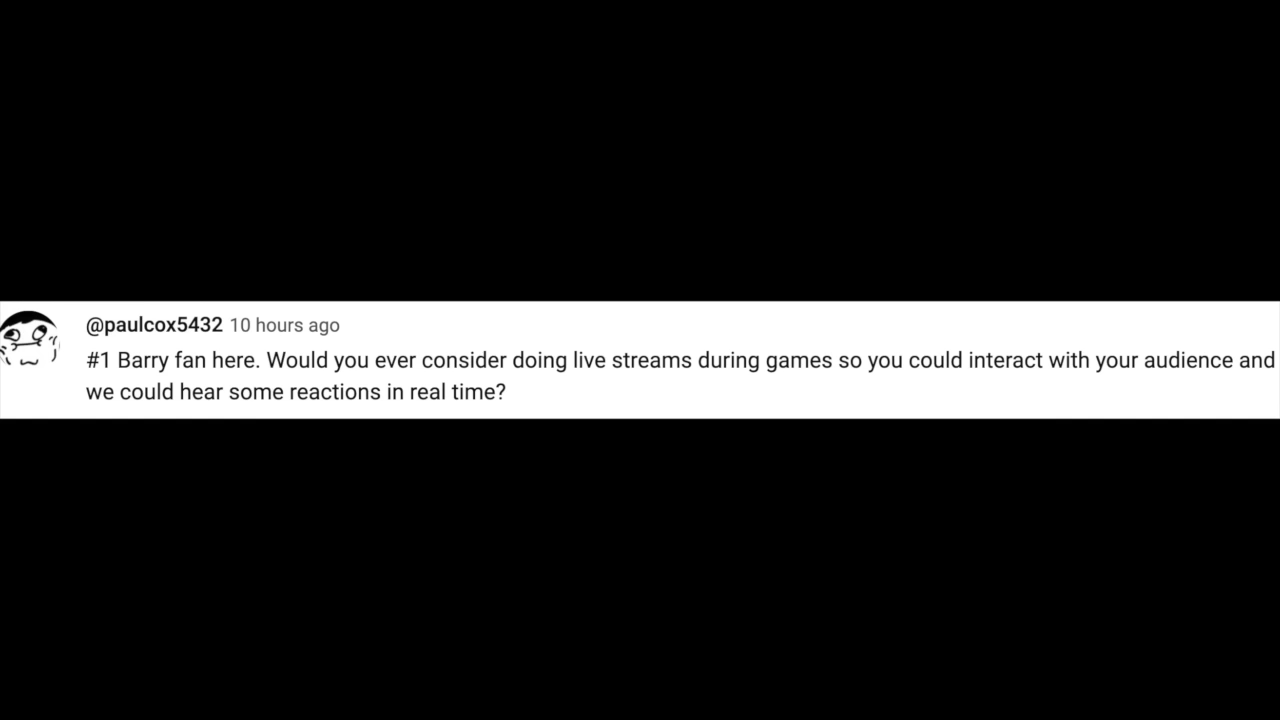 @paulcox5432 10 hours ago
#1 Barry fan here. Would you ever consider doing live streams during games so you could interact with your audience and
we could hear some reactions in real time?